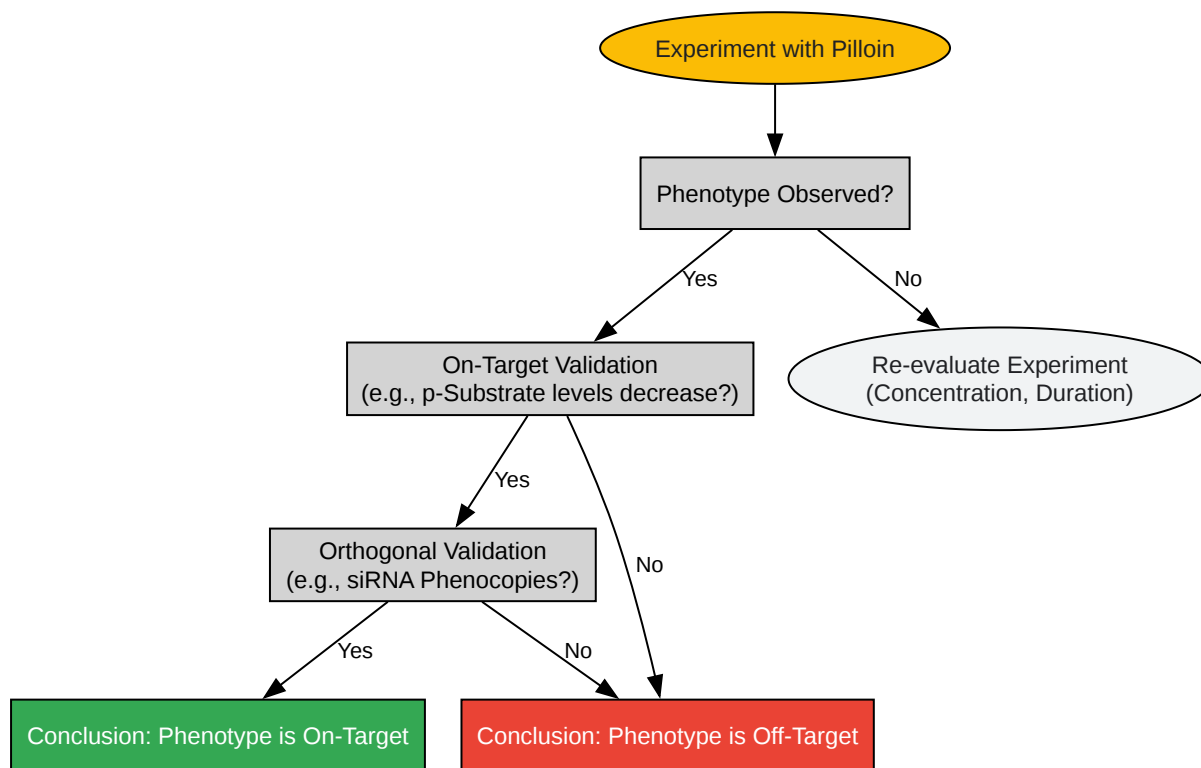 Experiment with Pilloin
Phenotype Observed?
Yes
No
On-Target Validation
(e.g., p-Substrate levels decrease?)
Re-evaluate Experiment
(Concentration, Duration)
Yes
No
Orthogonal Validation
(e.g., siRNA Phenocopies?)
Yes
No
Conclusion: Phenotype is On-Target
Conclusion: Phenotype is Off-Target